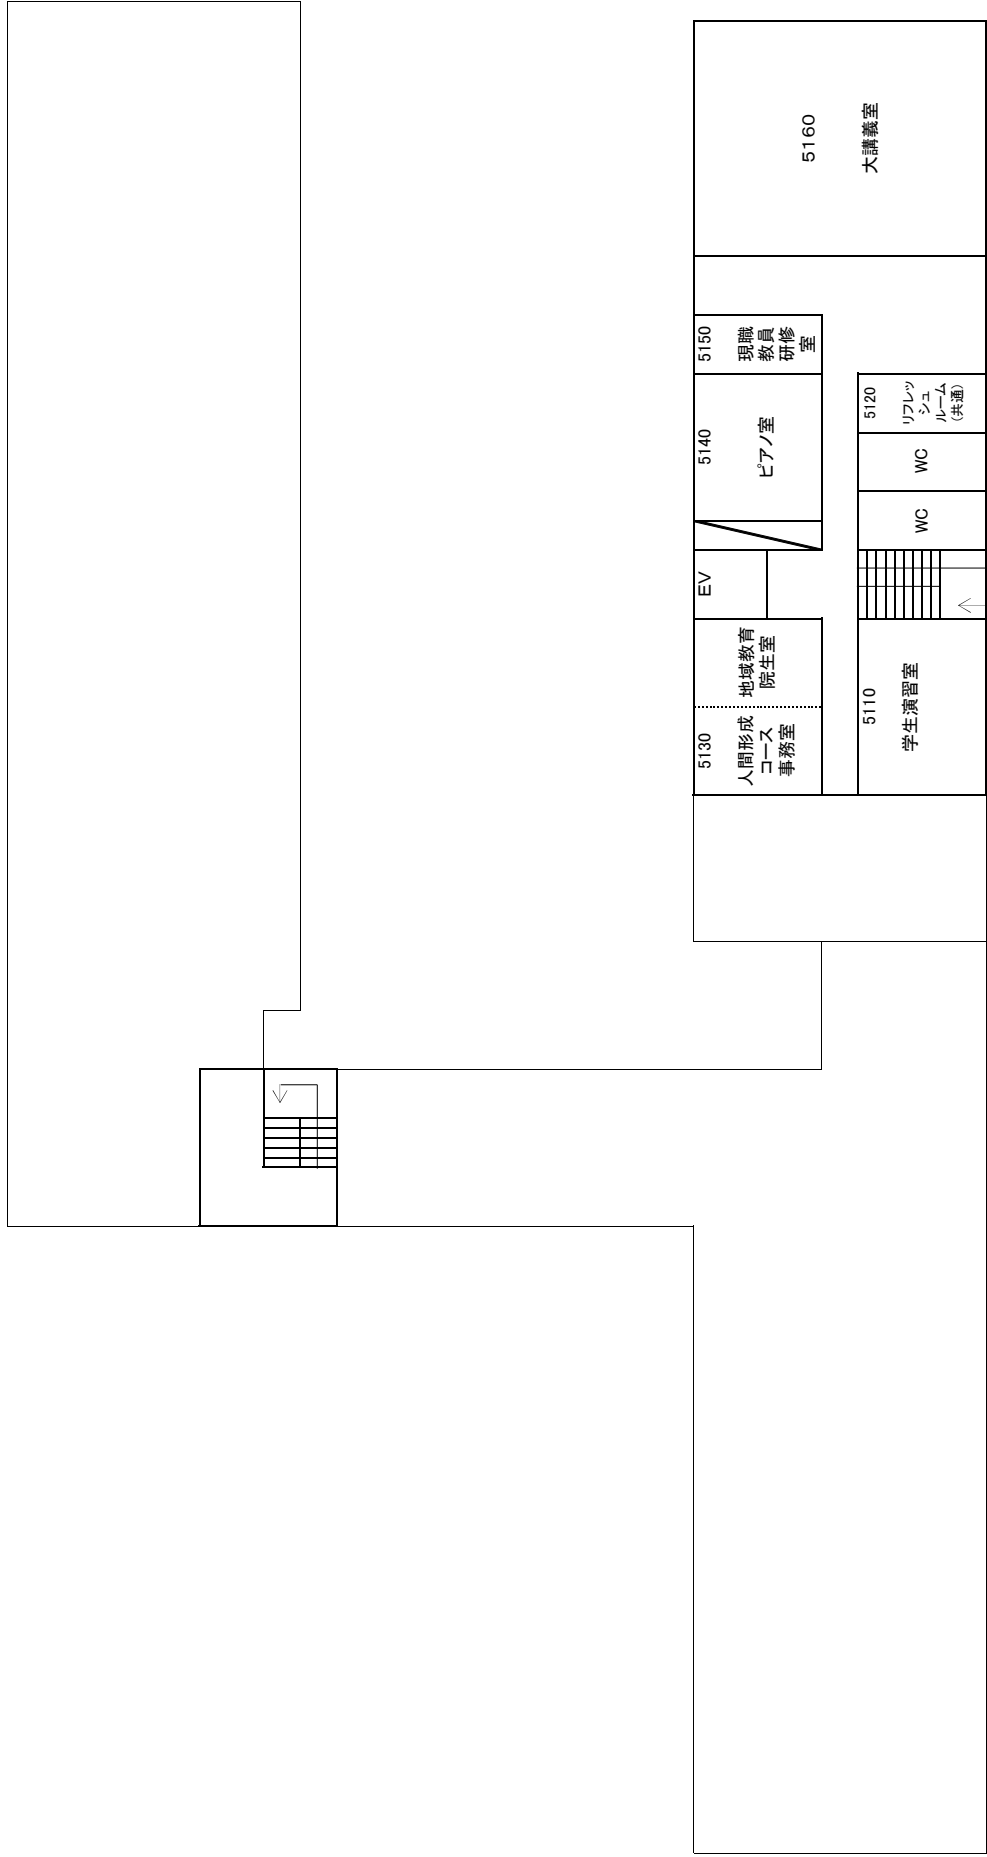 5160
大講義室
5150
現職
教員
研修
室
5140
ピアノ室
5120
リフレッ
シュ
ルーム
(共通)
WC
WC
EV
地域教育
院生室
5130
人間形成
コース
事務室
5110
学生演習室